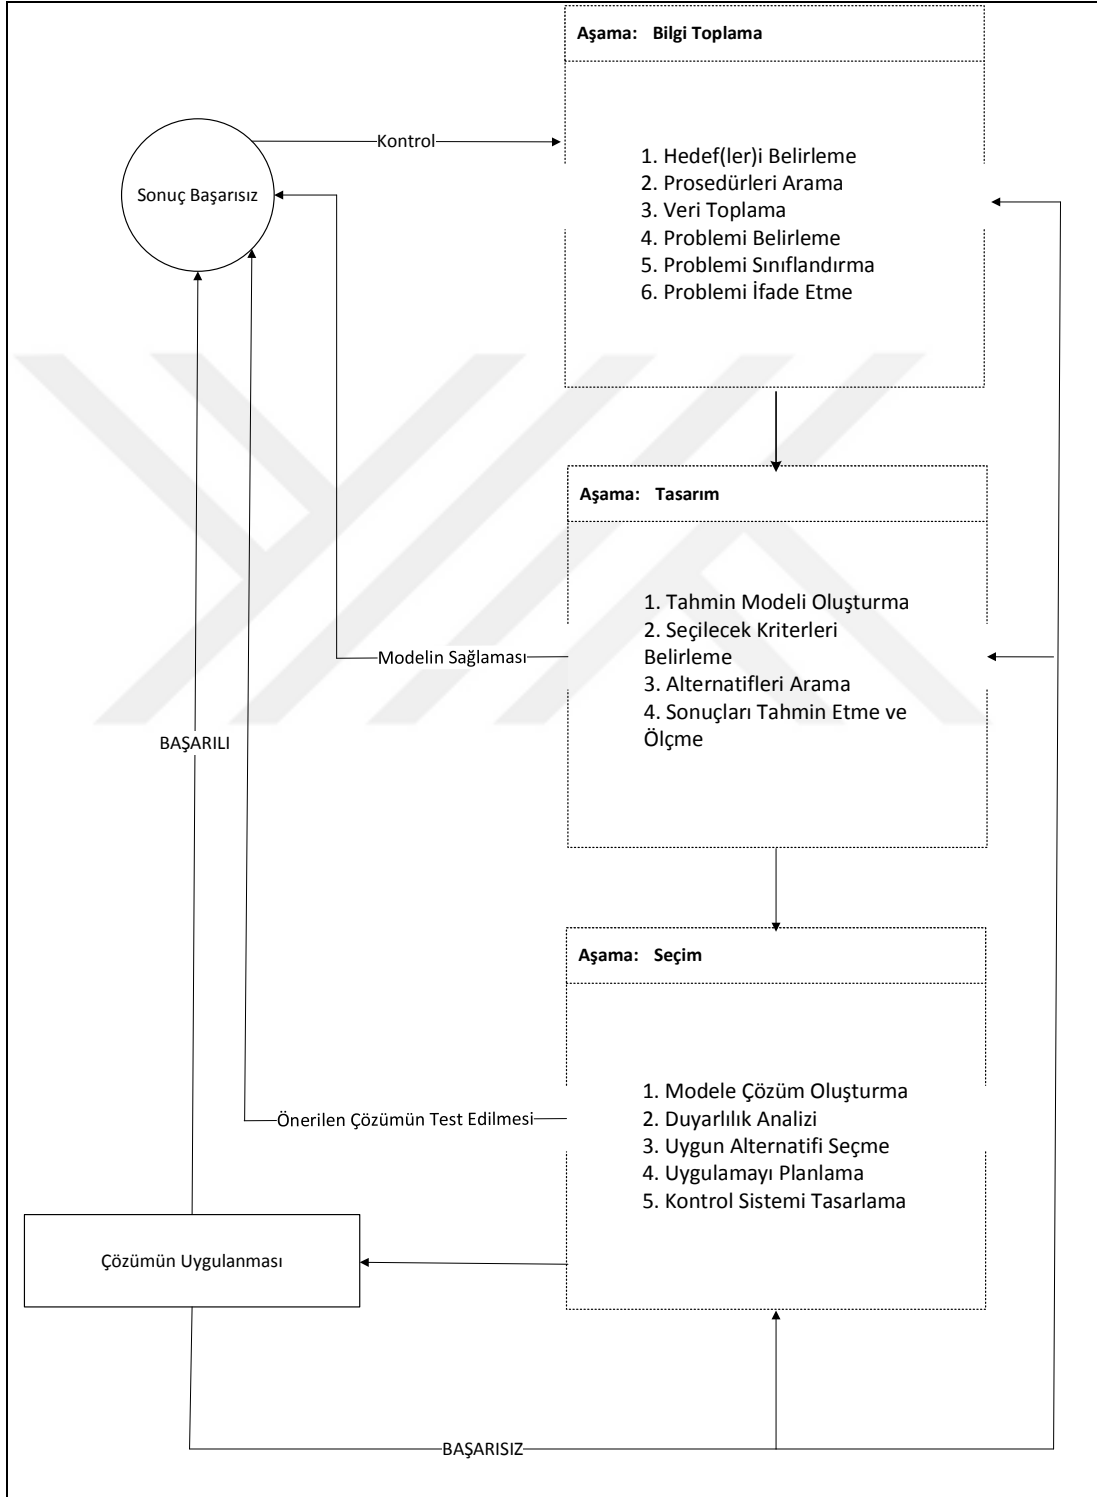 Aşama: Bilgi Toplama
Kontrol
Sonuç Başarısız
1. Hedef(ler)i Belirleme
2. Prosedürleri Arama
3. Veri Toplama
4. Problemi Belirleme
5. Problemi Sınıflandırma
6. Problemi İfade Etme
Aşama: Tasarım
1. Tahmin Modeli Oluşturma
2. Seçilecek Kriterleri
Belirleme
3. Alternatifleri Arama
4. Sonuçları Tahmin Etme ve
Ölçme
Modelin Sağlaması
BAŞARILI
Aşama: Seçim
1. Modele Çözüm Oluşturma
2. Duyarlılık Analizi
3. Uygun Alternatifi Seçme
4. Uygulamayı Planlama
5. Kontrol Sistemi Tasarlama
Önerilen Çözümün Test Edilmesi
Çözümün Uygulanması
BAŞARISIZ